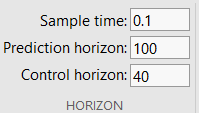 Sample time: 0.1
Prediction horizon: 100
Control horizon: 40
HORIZON